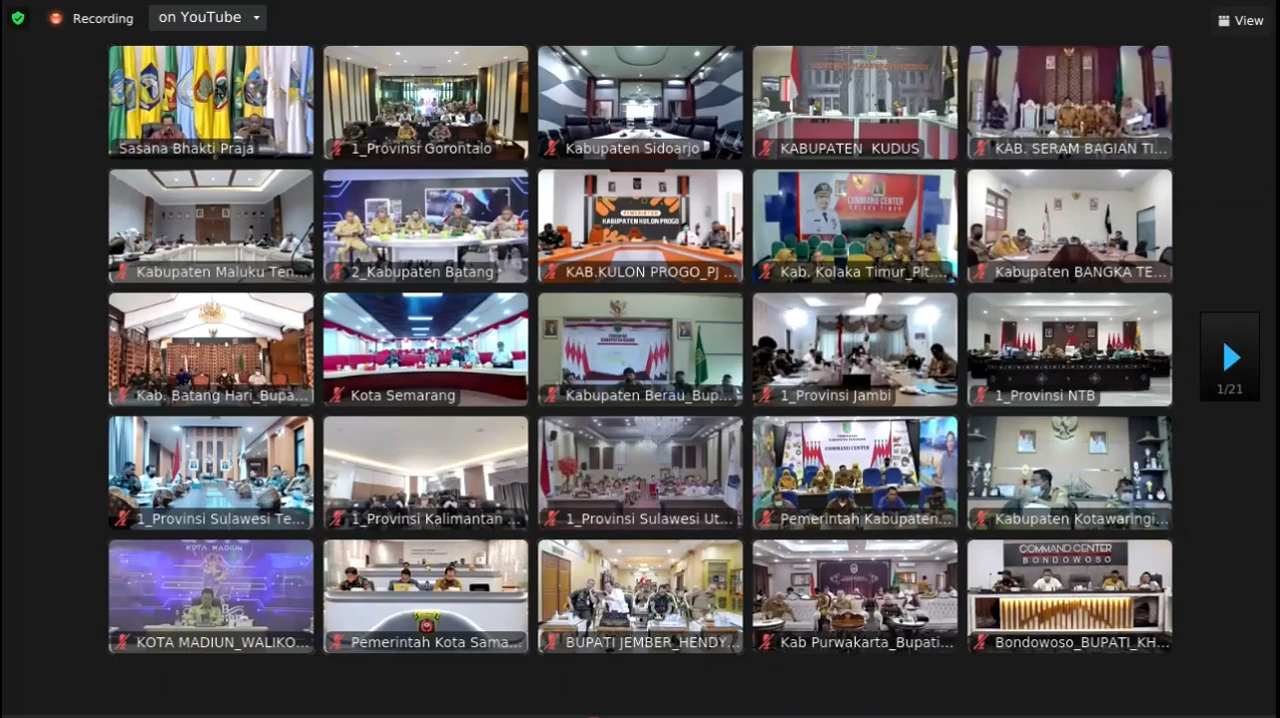 Recording
on YouTube
View
Sasana Bhakti Praja
1_Provinsi Gorontalo
Kabupaten Sidoarjo
KABUPATEN KUDUS
KAB. SERAM BAGIAN TI...
Kabupaten Maluku Ten...
2_Kabupaten Batang
KABUPATEN KULON PROGO
KAB.KULON PROGO_PJ ...
COMMAND CENTER
KOLAKA TIMUR
Kab. Kolaka Timur_Plt....
Kabupaten BANGKA TE...
Kab. Batang Hari_Bupa...
Kota Semarang
KABUPATEN BERAU
Kabupaten Berau_Bup...
1_Provinsi Jambi
1_Provinsi NTB
1/21
1_Provinsi Sulawesi Te...
1_Provinsi Kalimantan ...
1_Provinsi Sulawesi Ut...
COMMAND CENTER
Pemerintah Kabupaten...
Kabupaten Kotawaringi...
KOTA MADIUN
KOTA MADIUN_WALIKO...
Pemerintah Kota Sama...
BUPATI JEMBER_HENDY...
Kab Purwakarta_Bupati...
COMMAND CENTER
BONDOWOSO
Bondowoso_BUPATI_KH...